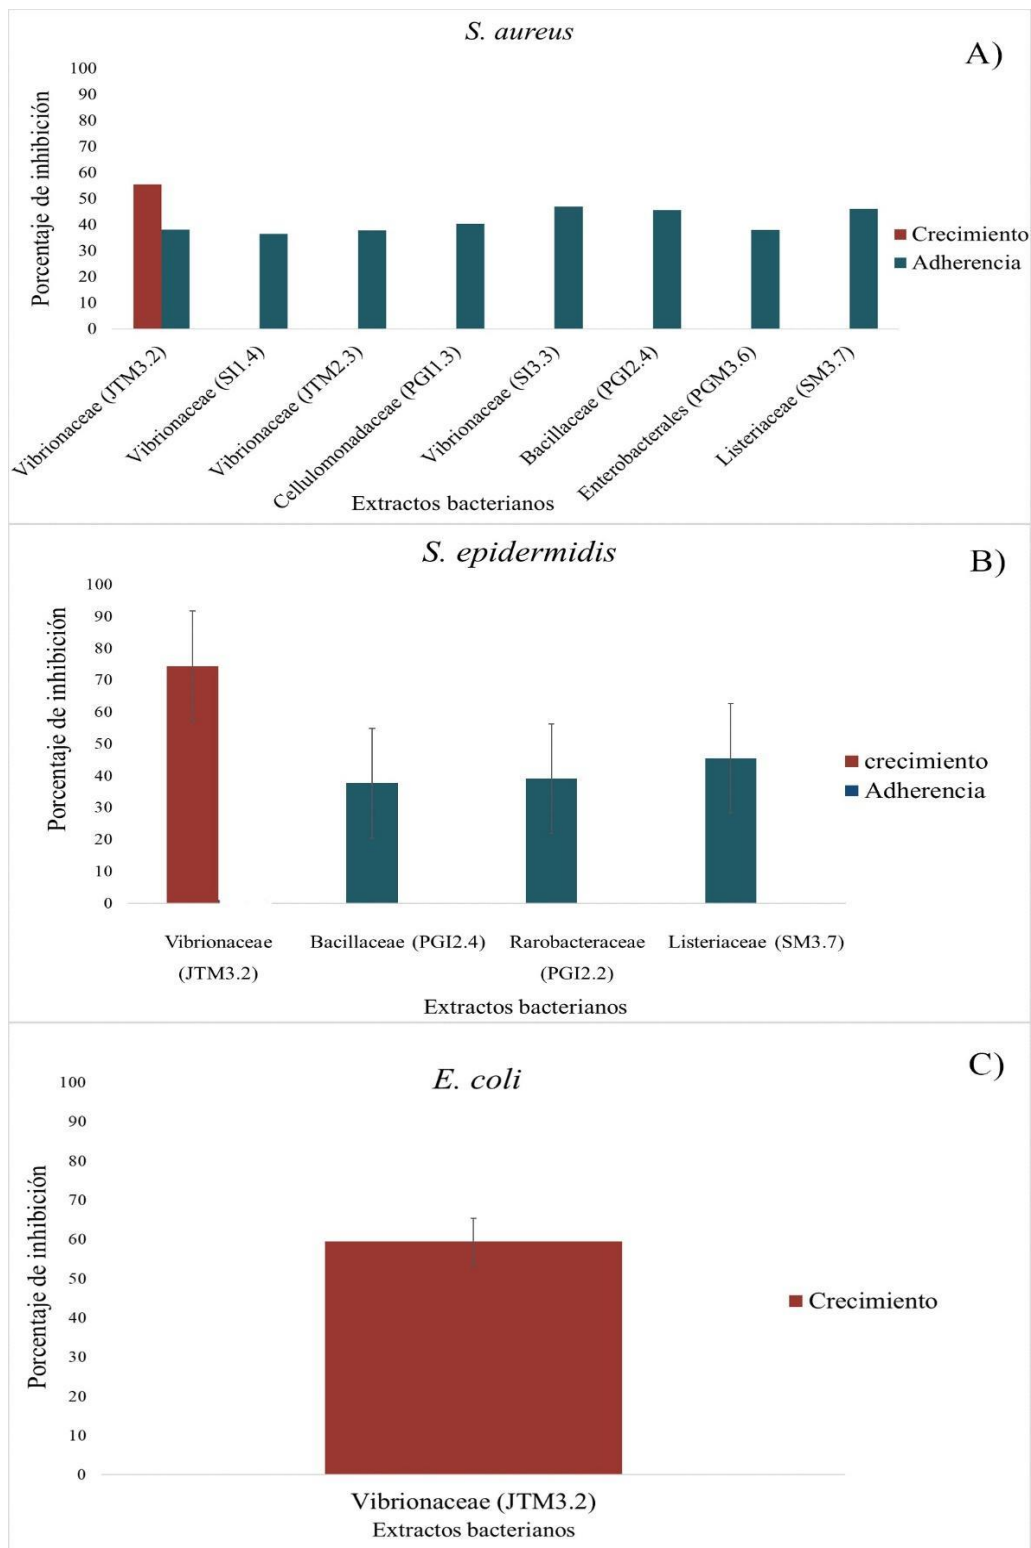 S. aureus
A)
Porcentaje de inhibición
100
90
80
70
60
50
40
30
20
10
0
Crecimiento
Adherencia
Vibrionaceae (JTM3.2)
Vibrionaceae (SI1.4)
Vibrionaceae (JTM2.3)
Cellulomonadaceae (PGI1.3)
Vibrionaceae (SI3.3)
Bacillaceae (PGI2.4)
Enterobacterales (PGM3.6)
Listeriaceae (SM3.7)
Extractos bacterianos
S. epidermidis
B)
Porcentaje de inhibición
100
90
80
70
60
50
40
30
20
10
0
crecimiento
Adherencia
Vibrionaceae
(JTM3.2)
Bacillaceae (PGI2.4)
Rarobacteraceae
(PGI2.2)
Listeriaceae (SM3.7)
Extractos bacterianos
E. coli
C)
Porcentaje de inhibición
100
90
80
70
60
50
40
30
20
10
0
Crecimiento
Vibrionaceae (JTM3.2)
Extractos bacterianos